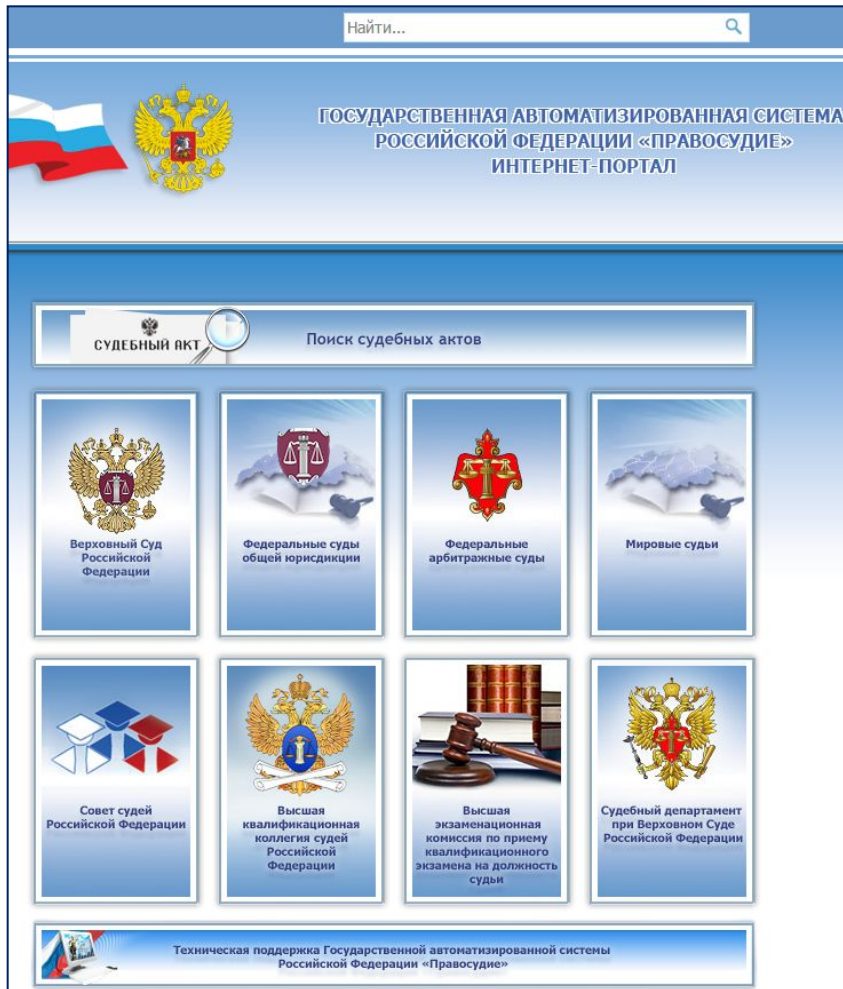 Найти...
ГОСУДАРСТВЕННАЯ АВТОМАТИЗИРОВАННАЯ СИСТЕМА
РОССИЙСКОЙ ФЕДЕРАЦИИ «ПРАВОСУДИЕ»
ИНТЕРНЕТ-ПОРТАЛ
СУДЕБНЫЙ АКТ
Поиск судебных актов
Верховный Суд
Российской
Федерации
Федеральные суды
общей юрисдикции
Федеральные
арбитражные суды
Мировые судьи
Совет судей
Российской Федерации
Высшая
квалификационная
коллегия судей
Российской
Федерации
Высшая
экзаменационная
комиссия по приему
квалификационного
экзамена на должность
судьи
Судебный департамент
при Верховном Суде
Российской Федерации
Техническая поддержка Государственной автоматизированной системы
Российской Федерации «Правосудие»